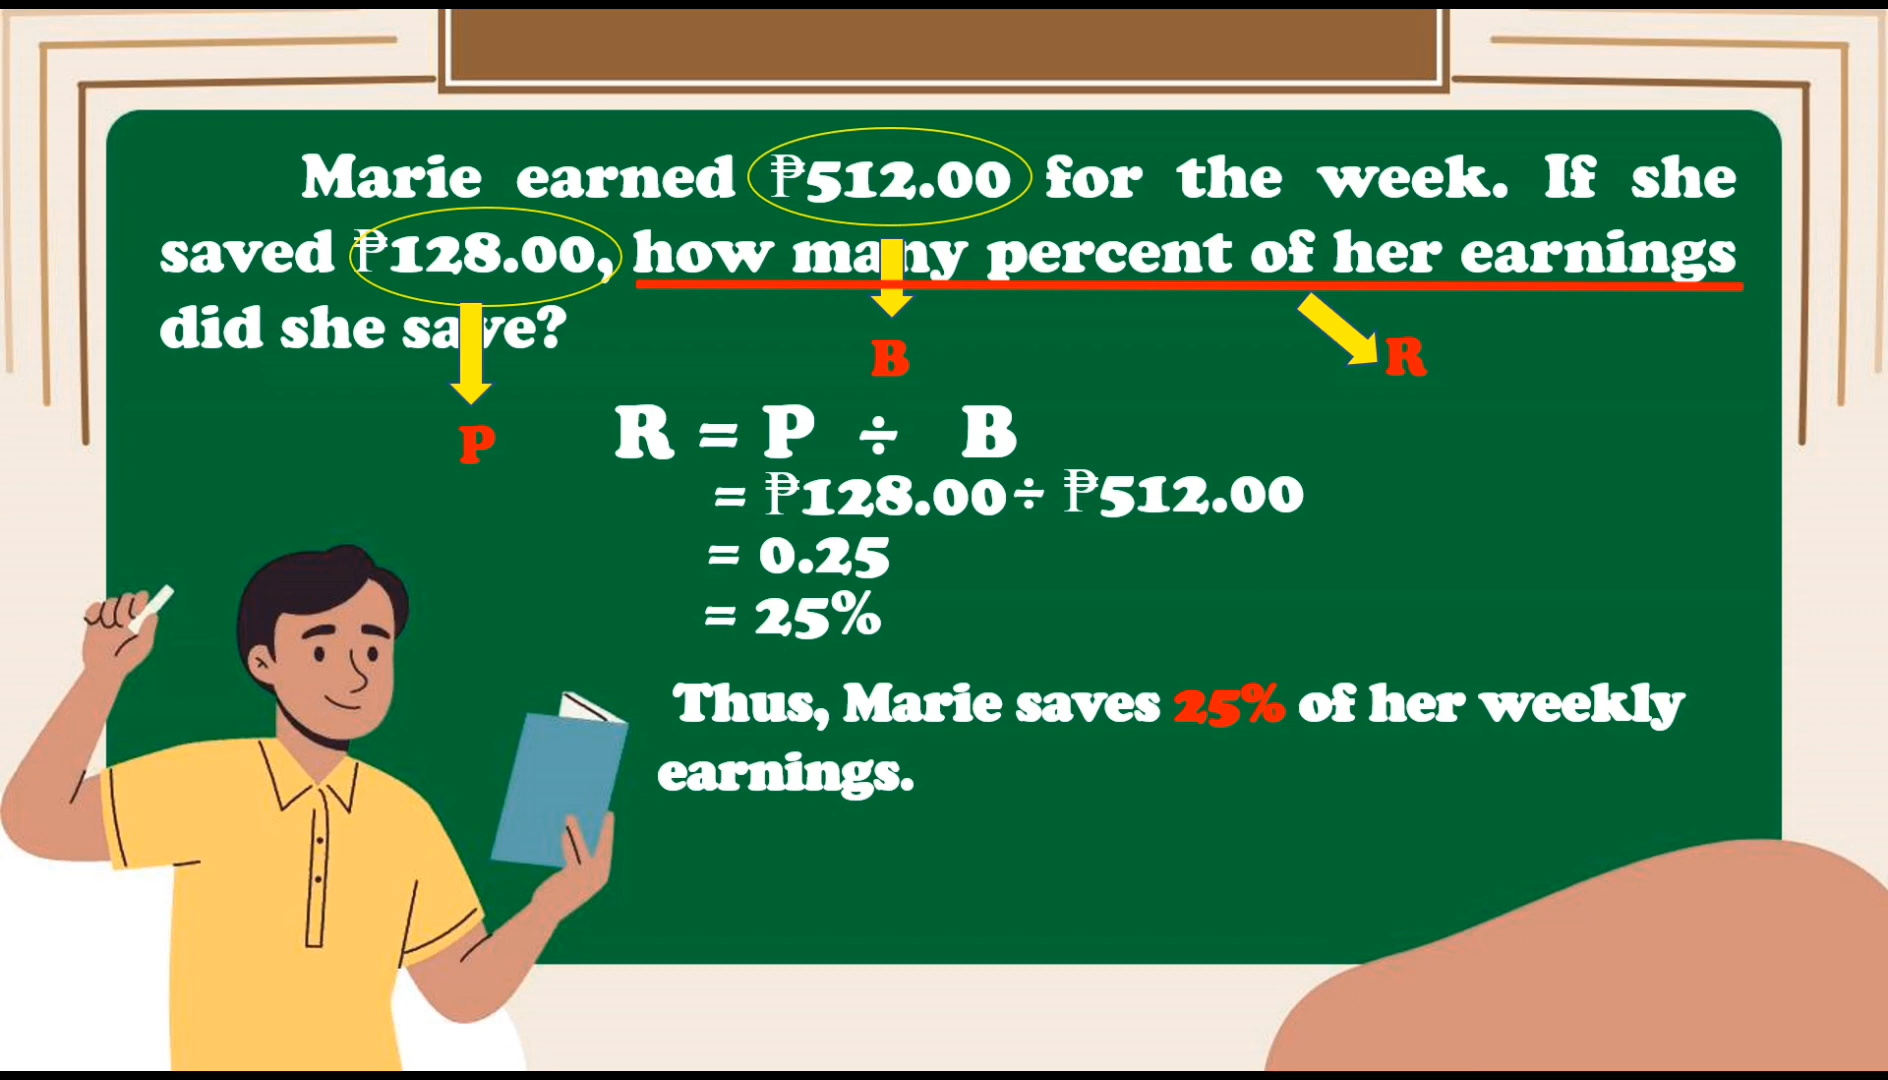 Marie earned ₱512.00 for the week. If she
saved ₱128.00, how many percent of her earnings
did she save?
B
R
P
R = P ÷ B
= ₱128.00 ÷ ₱512.00
= 0.25
= 25%
Thus, Marie saves 25% of her weekly
earnings.